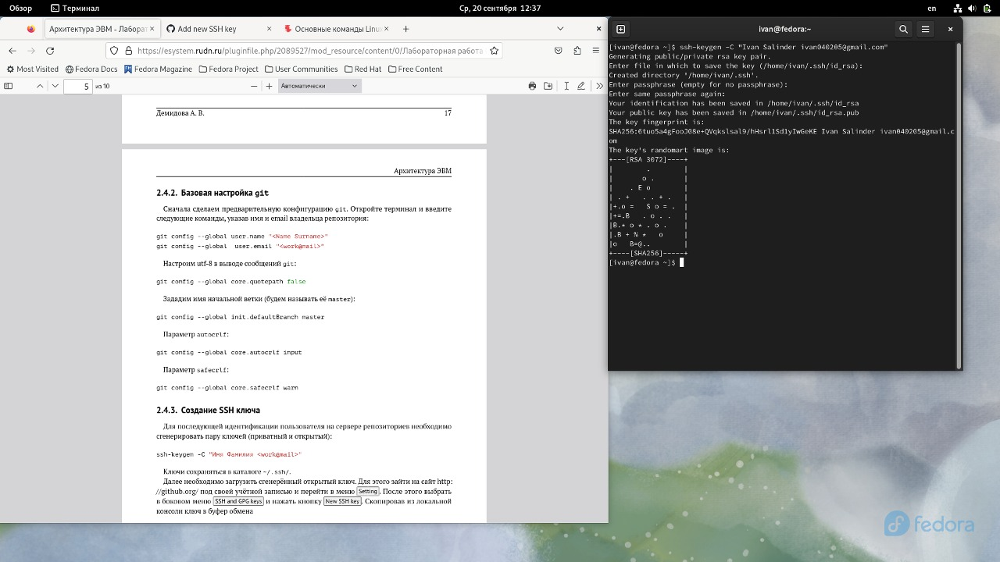 Обзор
Терминал
Ср, 20 сентября 12:37
en
Архитектура ЭВМ - Лабора
Add new SSH key
Основные команды Linu
https://esystem.rudn.ru/pluginfile.php/2089527/mod_resource/content/0/Лабораторная работа
Most Visited
Fedora Docs
Fedora Magazine
Fedora Project
User Communities
Red Hat
Free Content
5 из 10
Автоматически
Демидова А. В. 17
Архитектура ЭВМ
2.4.2. Базовая настройка git
Сначала сделаем предварительную конфигурацию git. Откройте терминал и введите
следующие команды, указав имя и email владельца репозитория:
git config --global user.name "<Name Surname>"
git config --global user.email "<work@mail>"
Настроим utf-8 в выводе сообщений git:
git config --global core.quotepath false
Зададим имя начальной ветки (будем называть её master):
git config --global init.defaultBranch master
Параметр autocrlf:
git config --global core.autocrlf input
Параметр safecrlf:
git config --global core.safecrlf warn
2.4.3. Создание SSH ключа
Для последующей идентификации пользователя на сервере репозиториев необходимо
сгенерировать пару ключей (приватный и открытый):
ssh-keygen -C "Имя Фамилия <work@mail>"
Ключи сохраняться в каталоге ~/.ssh/.
Далее необходимо загрузить сгенерённый открытый ключ. Для этого зайти на сайт http:
//github.org/ под своей учётной записью и перейти в меню Setting. После этого выбрать
в боковом меню SSH and GPG keys и нажать кнопку New SSH key. Скопировав из локальной
консоли ключ в буфер обмена
ivan@fedora:~
[ivan@fedora ~]$ ssh-keygen -C "Ivan Salinder ivan040205@gmail.com"
Generating public/private rsa key pair.
Enter file in which to save the key (/home/ivan/.ssh/id_rsa):
Created directory '/home/ivan/.ssh'.
Enter passphrase (empty for no passphrase):
Enter same passphrase again:
Your identification has been saved in /home/ivan/.ssh/id_rsa
Your public key has been saved in /home/ivan/.ssh/id_rsa.pub
The key fingerprint is:
SHA256:6tuo5a4gFooJ08e+QVqkslsal9/hHsrl1Sd1yIwGeKE Ivan Salinder ivan040205@gmail.c
om
The key's randomart image is:
+---[RSA 3072]----+
|        .        |
|       o .       |
|    . E o        |
| . +   . . + .   |
|+.o =   S o = .  |
|+=.B   . o . .   |
|B.* o * . o .    |
|.B + % *   o     |
|o   B=@..        |
+----[SHA256]-----+
[ivan@fedora ~]$
fedora